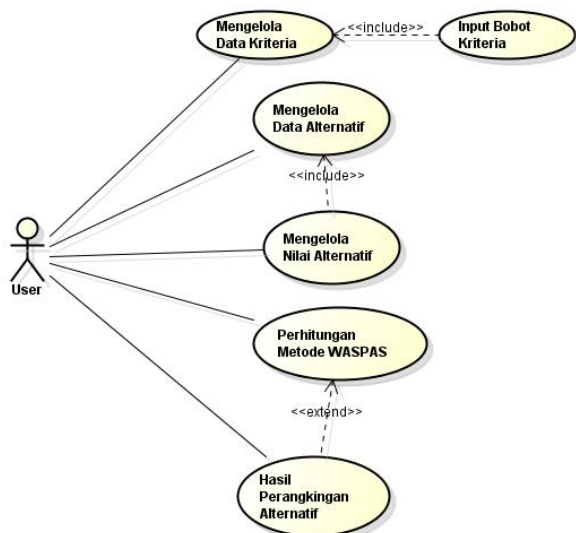 Mengelola
Data Kriteria
<<include>>
Input Bobot
Kriteria
Mengelola
Data Alternatif
<<include>>
Mengelola
Nilai Alternatif
User
Perhitungan
Metode WASPAS
<<extend>>
Hasil
Perangkingan
Alternatif